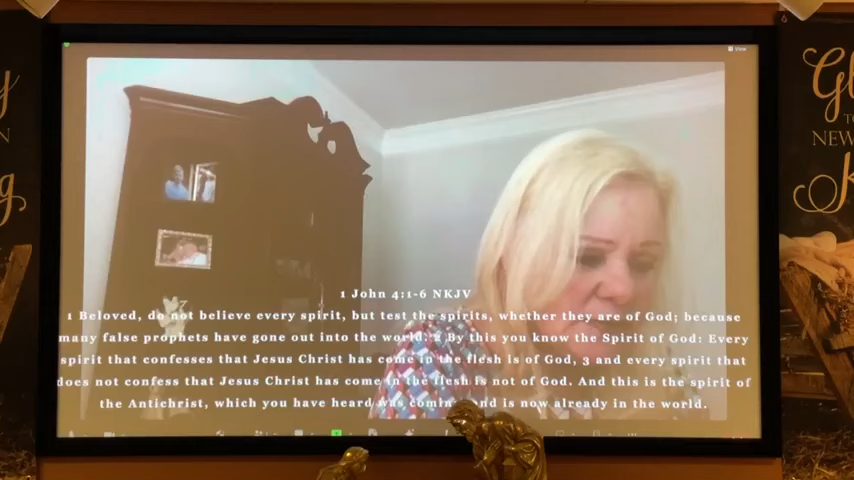 View
1 John 4:1-6 NKJV
1 Beloved, do not believe every spirit, but test the spirits, whether they are of God; because
many false prophets have gone out into the world. 2 By this you know the Spirit of God: Every
spirit that confesses that Jesus Christ has come in the flesh is of God, 3 and every spirit that
does not confess that Jesus Christ has come in the flesh is not of God. And this is the spirit of
the Antichrist, which you have heard was coming and is now already in the world.
NEW